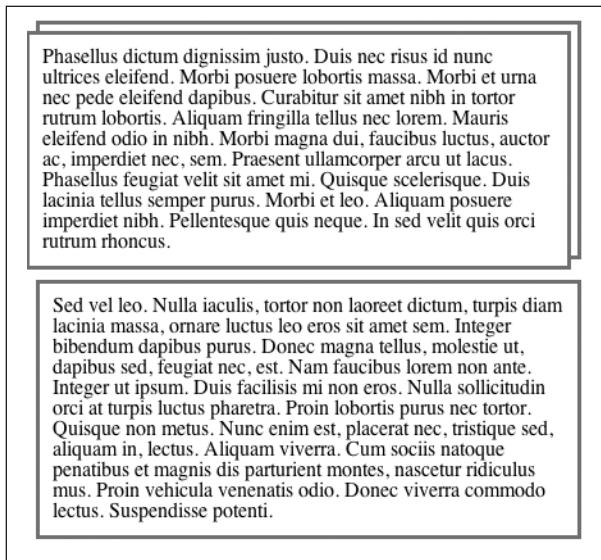 Phasellus dictum dignissim justo. Duis nec risus id nunc
ultrices eleifend. Morbi posuere lobortis massa. Morbi et urna
nec pede eleifend dapibus. Curabitur sit amet nibh in tortor
rutrum lobortis. Aliquam fringilla tellus nec lorem. Mauris
eleifend odio in nibh. Morbi magna dui, faucibus luctus, auctor
ac, imperdiet nec, sem. Praesent ullamcorper arcu ut lacus.
Phasellus feugiat velit sit amet mi. Quisque scelerisque. Duis
lacinia tellus semper purus. Morbi et leo. Aliquam posuere
imperdiet nibh. Pellentesque quis neque. In sed velit quis orci
rutrum rhoncus.
Sed vel leo. Nulla iaculis, tortor non laoreet dictum, turpis diam
lacinia massa, ornare luctus leo eros sit amet sem. Integer
bibendum dapibus purus. Donec magna tellus, molestie ut,
dapibus sed, feugiat nec, est. Nam faucibus lorem non ante.
Integer ut ipsum. Duis facilisis mi non eros. Nulla sollicitudin
orci at turpis luctus pharetra. Proin lobortis purus nec tortor.
Quisque non metus. Nunc enim est, placerat nec, tristique sed,
aliquam in, lectus. Aliquam viverra. Cum sociis natoque
penatibus et magnis dis parturient montes, nascetur ridiculus
mus. Proin vehicula venenatis odio. Donec viverra commodo
lectus. Suspendisse potenti.